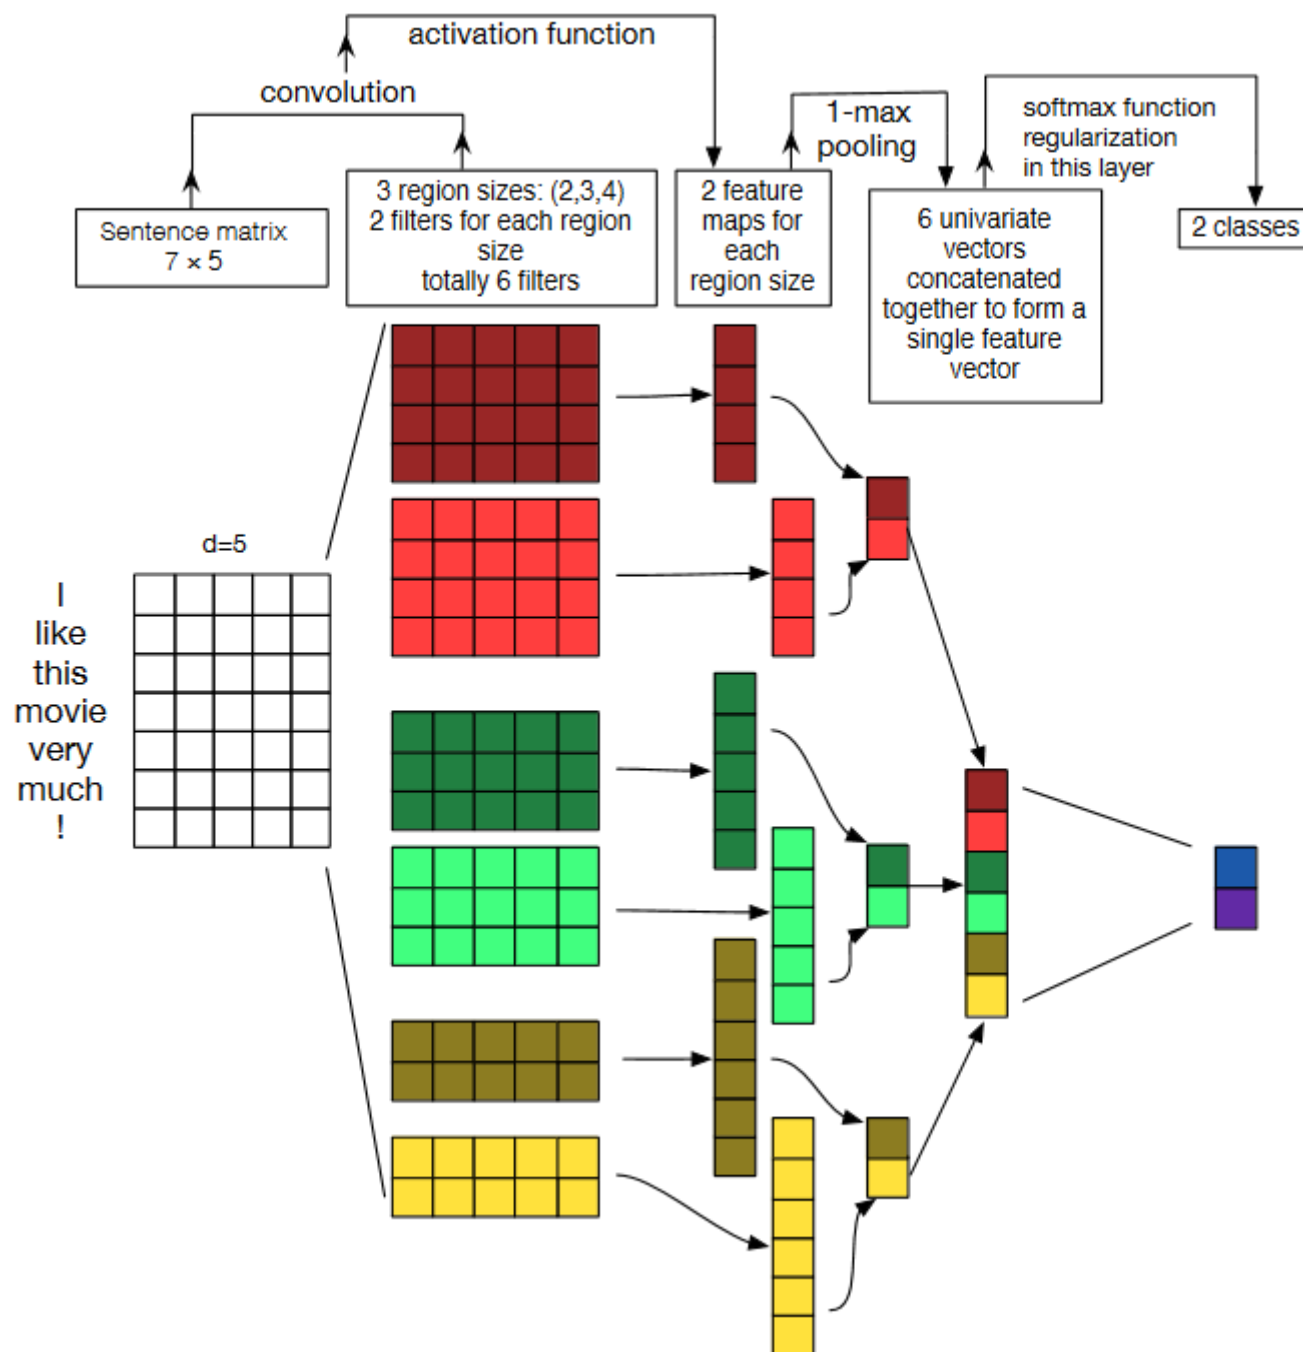 activation function
convolution
1-max
pooling
softmax function
regularization
in this layer
Sentence matrix
7 × 5
3 region sizes: (2,3,4)
2 filters for each region
size
totally 6 filters
2 feature
maps for
each
region size
6 univariate
vectors
concatenated
together to form a
single feature
vector
2 classes
d=5
I
like
this
movie
very
much
!